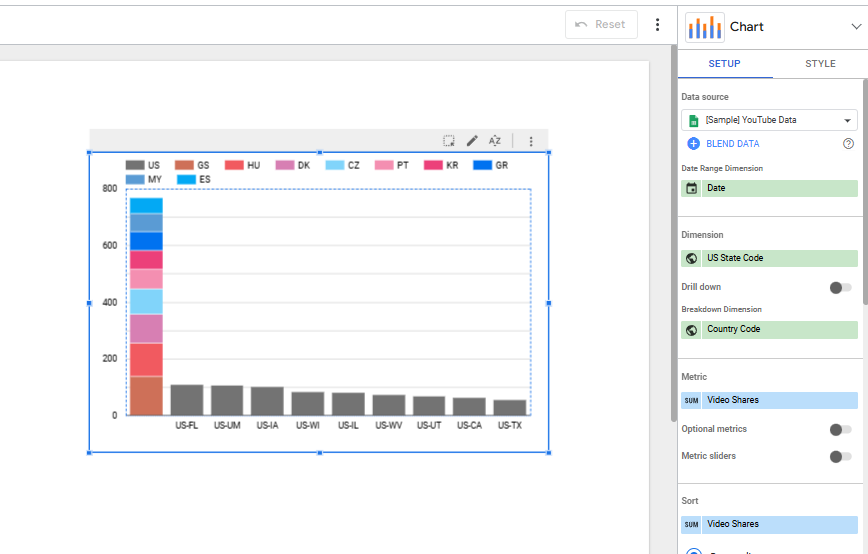 Reset
Chart
SETUP STYLE
Data source
[Sample] YouTube Data
BLEND DATA
Date Range Dimension
Date
Dimension
US State Code
Drill down
Breakdown Dimension
Country Code
Metric
SUM Video Shares
Optional metrics
Metric sliders
Sort
SUM Video Shares
US GS HU DK CZ PT KR GR
MY ES
800
600
400
200
0
US-FL US-UM US-IA US-WI US-IL US-WV US-UT US-CA US-TX